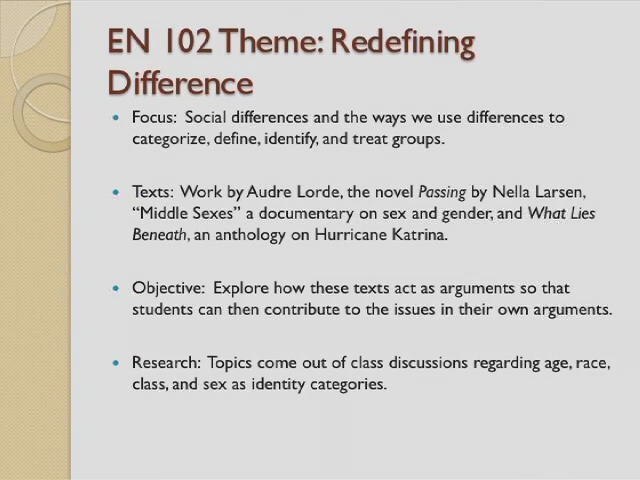 EN 102 Theme: Redefining
Difference
• Focus: Social differences and the ways we use differences to
categorize, define, identify, and treat groups.
• Texts: Work by Audre Lorde, the novel Passing by Nella Larsen,
“Middle Sexes” a documentary on sex and gender, and What Lies
Beneath, an anthology on Hurricane Katrina.
• Objective: Explore how these texts act as arguments so that
students can then contribute to the issues in their own arguments.
• Research: Topics come out of class discussions regarding age, race,
class, and sex as identity categories.